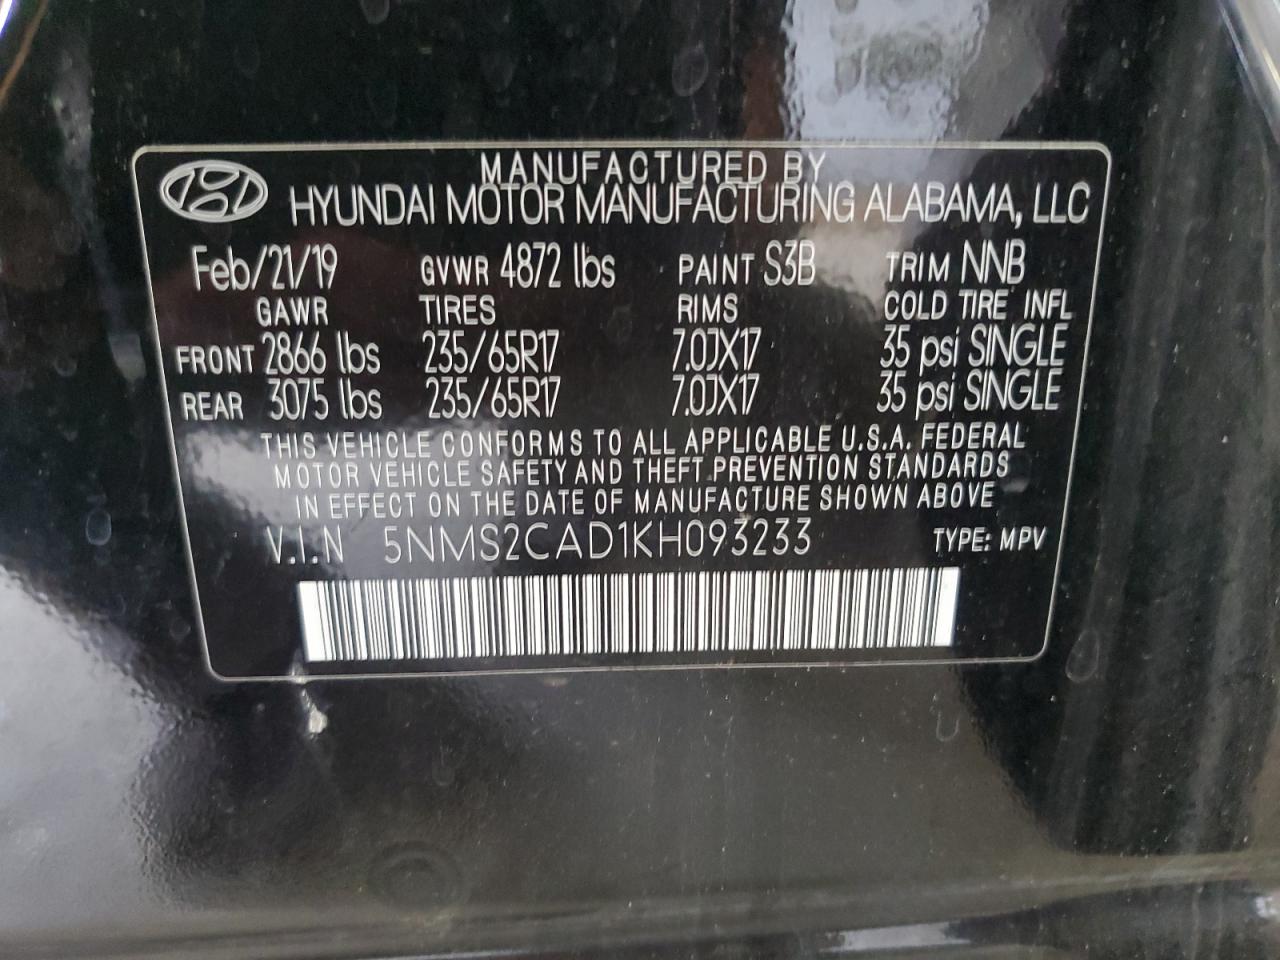 MANUFACTURED BY
HYUNDAI MOTOR MANUFACTURING ALABAMA, LLC
Feb/21/19 GVWR 4872 lbs PAINT S3B TRIM NNB
GAWR TIRES RIMS COLD TIRE INFL
FRONT 2866 lbs 235/65R17 7.0JX17 35 psi SINGLE
REAR 3075 lbs 235/65R17 7.0JX17 35 psi SINGLE
THIS VEHICLE CONFORMS TO ALL APPLICABLE U.S.A. FEDERAL
MOTOR VEHICLE SAFETY AND THEFT PREVENTION STANDARDS
IN EFFECT ON THE DATE OF MANUFACTURE SHOWN ABOVE
V.I.N 5NMS2CAD1KH093233 TYPE: MPV